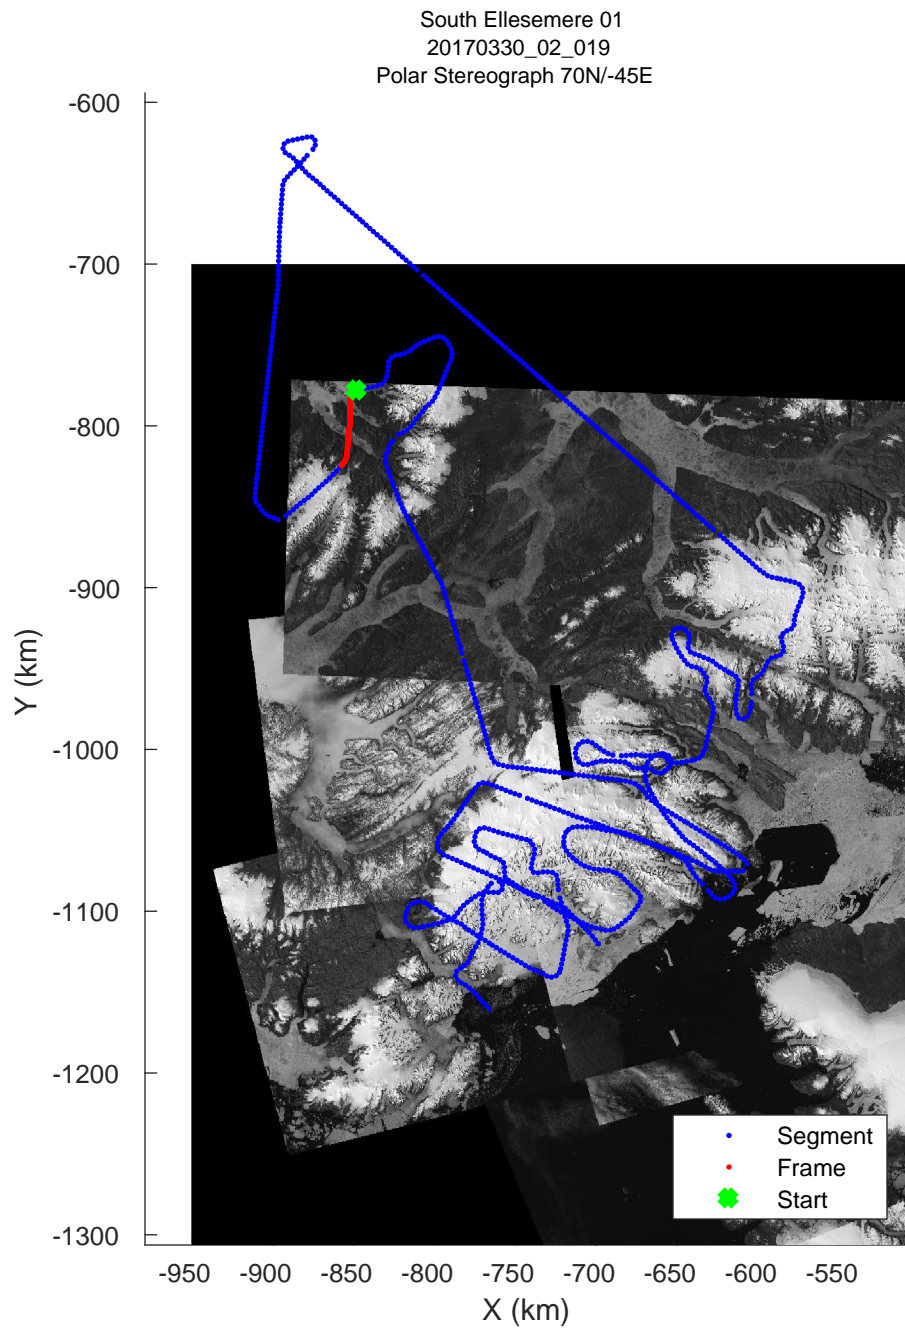 South Ellesemere 01
20170330_02_019
Polar Stereograph 70N/-45E
-600
-700
-800
-900
-1000
-1100
-1200
-1300
Y (km)
-950 -900 -850 -800 -750 -700 -650 -600 -550
X (km)
Segment
Frame
Start